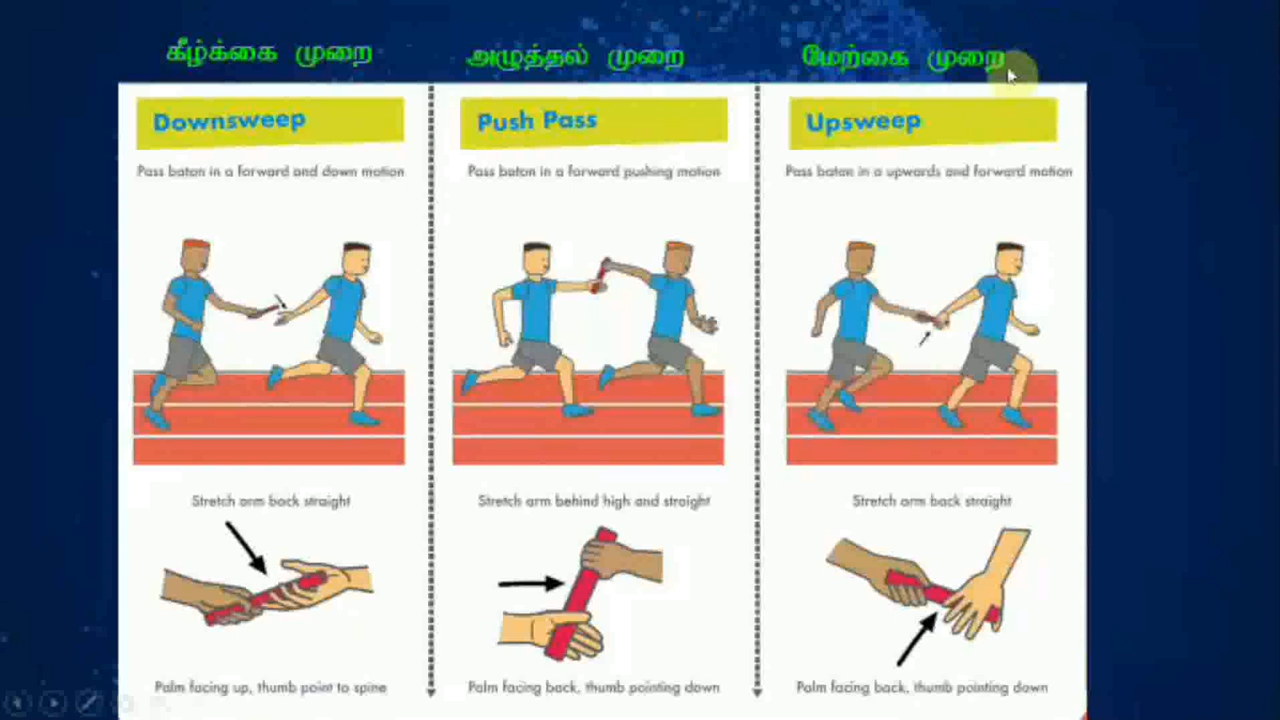 கீழ்க்கை முறை
Downsweep
Pass baton in a forward and down motion
Stretch arm back straight
Palm facing up, thumb point to spine
அழுத்தல் முறை
Push Pass
Pass baton in a forward pushing motion
Stretch arm behind high and straight
Palm facing back, thumb pointing down
மேற்கை முறை
Upsweep
Pass baton in a upwards and forward motion
Stretch arm back straight
Palm facing back, thumb pointing down